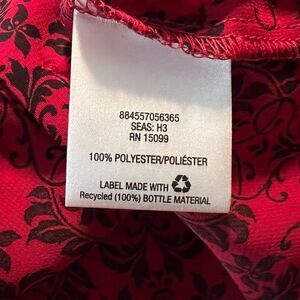 884557056365
SEAS: H3
RN 15099
100% POLYESTER/POLIÉSTER
LABEL MADE WITH
Recycled (100%) BOTTLE MATERIAL